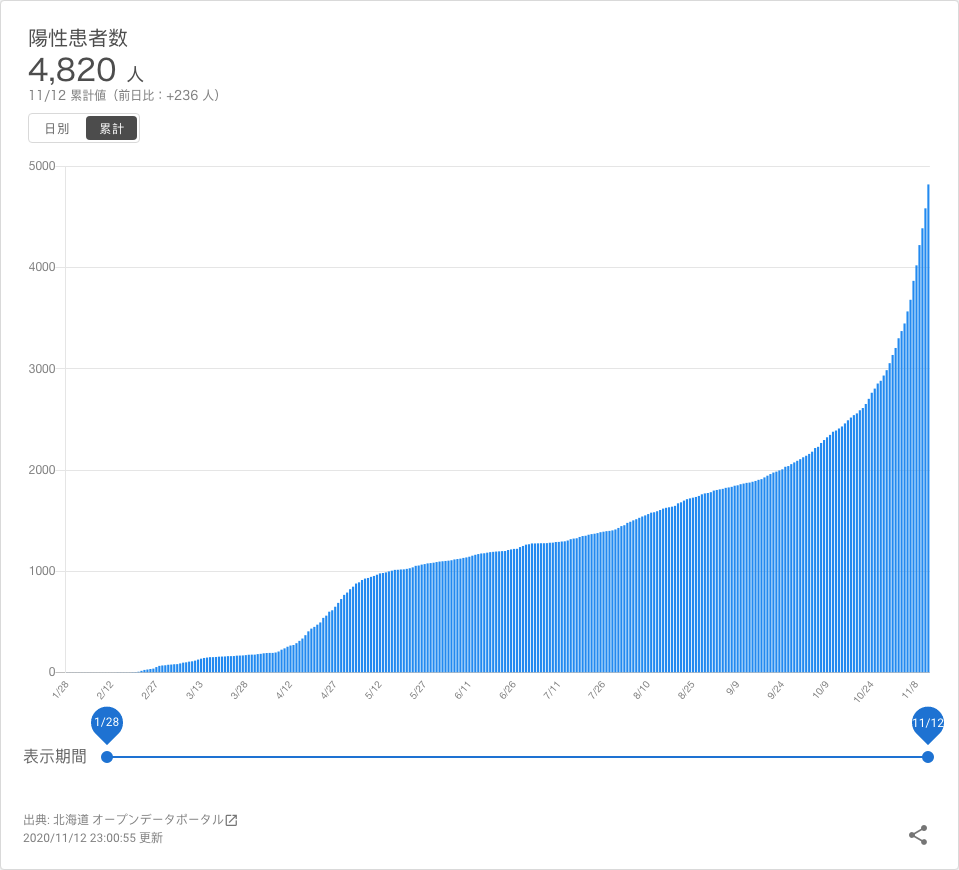 陽性患者数
4,820 人
11/12 累計値（前日比：+236 人）
日別 累計
5000
4000
3000
2000
1000
0
1/28 2/12 2/27 3/13 3/28 4/12 4/27 5/12 5/27 6/11 6/26 7/11 7/26 8/10 8/25 9/9 9/24 10/9 10/24 11/8
1/28 11/12
表示期間
出典: 北海道 オープンデータポータル
2020/11/12 23:00:55 更新